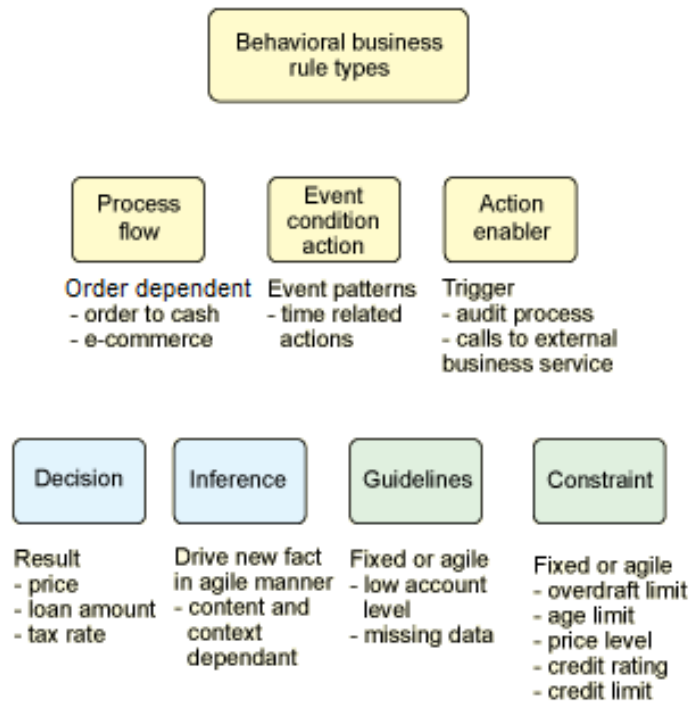 Behavioral business
rule types
Process
flow
Event
condition
action
Action
enabler
Order dependent
- order to cash
- e-commerce
Event patterns
- time related
actions
Trigger
- audit process
- calls to external
business service
Decision
Inference
Guidelines
Constraint
Result
- price
- loan amount
- tax rate
Drive new fact
in agile manner
- content and
context
dependant
Fixed or agile
- low account
level
- missing data
Fixed or agile
- overdraft limit
- age limit
- price level
- credit rating
- credit limit